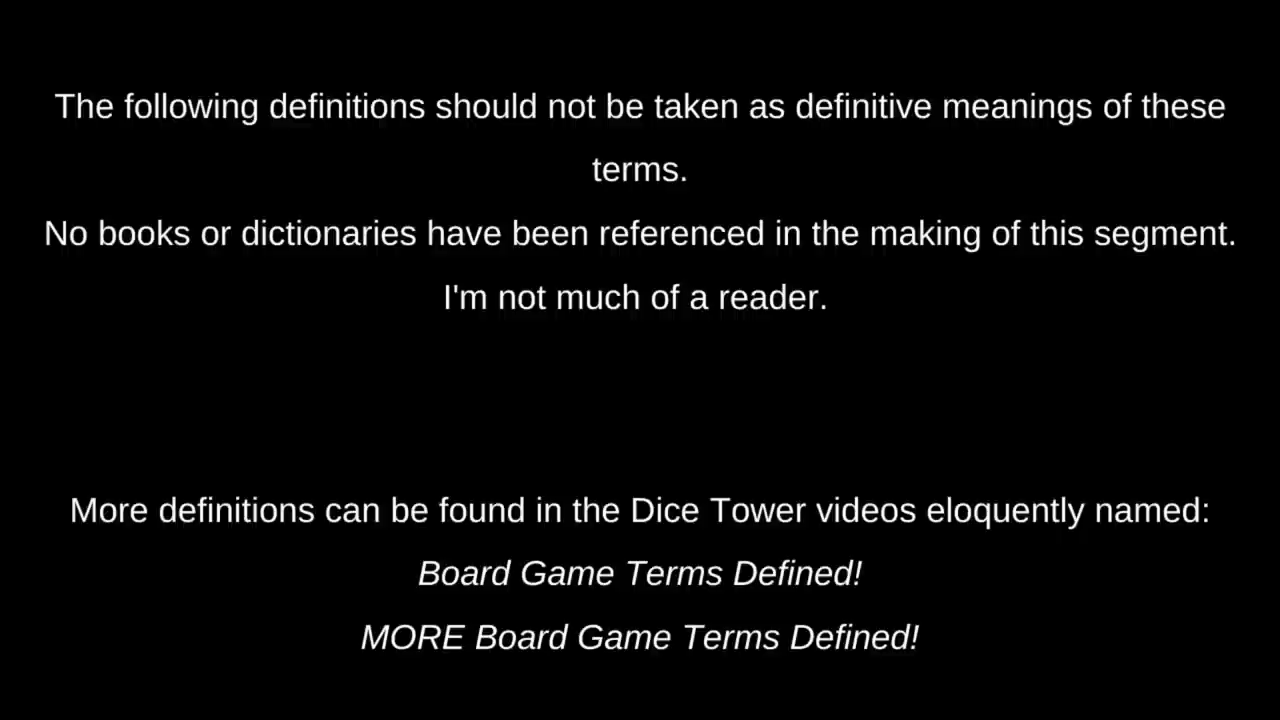 The following definitions should not be taken as definitive meanings of these
terms.
No books or dictionaries have been referenced in the making of this segment.
I'm not much of a reader.
More definitions can be found in the Dice Tower videos eloquently named:
Board Game Terms Defined!
MORE Board Game Terms Defined!